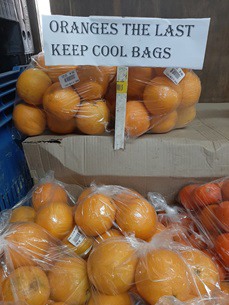 ORANGES THE LAST
KEEP COOL BAGS